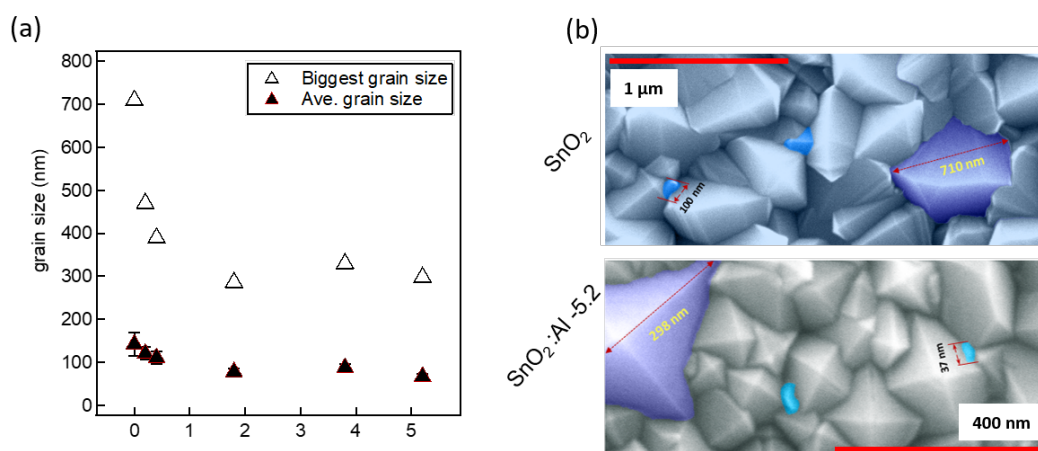 (a)
800
700
600
500
400
300
200
100
0
grain size (nm)
Biggest grain size
Ave. grain size
0 1 2 3 4 5
(b)
SnO₂
1 µm
710 nm
100 nm
SnO₂ :Al -5.2
298 nm
37 nm
400 nm